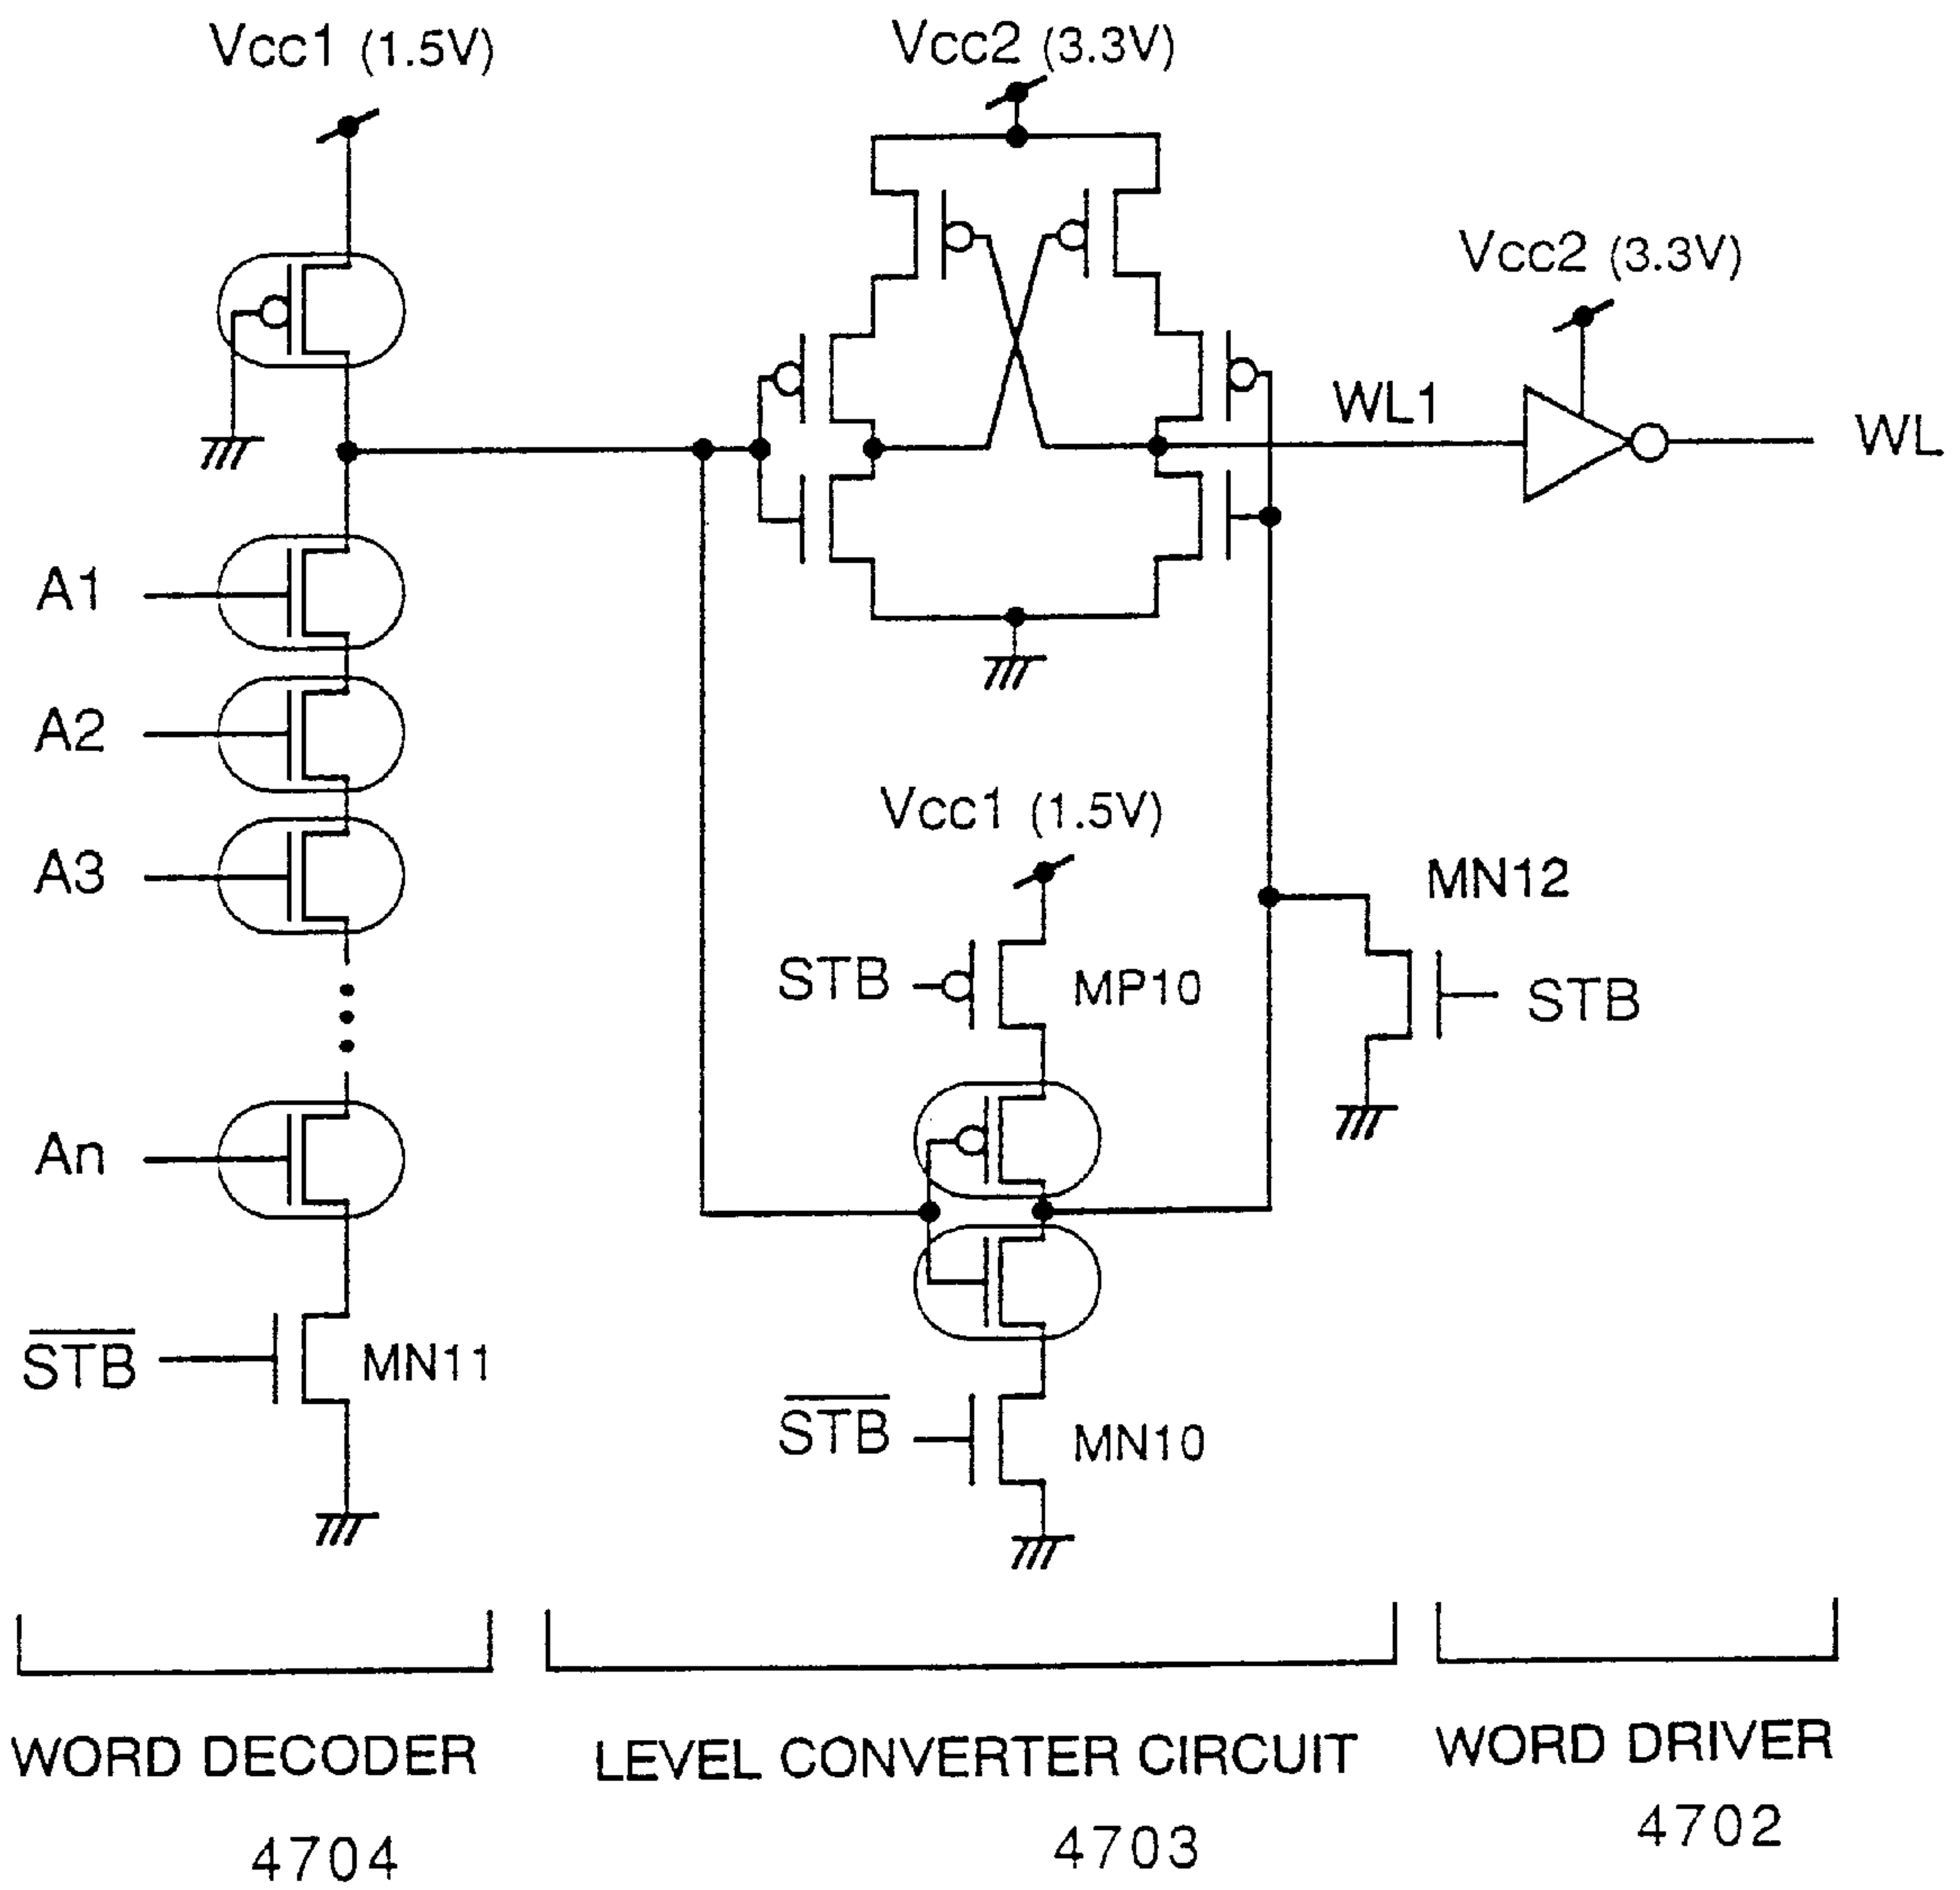 Vcc1 (1.5V)
Vcc2 (3.3V)
Vcc2 (3.3V)
WL1
WL
A1
A2
Vcc1 (1.5V)
A3
MN12
STB
MP10
STB
An
STB
MN11
STB
MN10
WORD DECODER
LEVEL CONVERTER CIRCUIT
WORD DRIVER
4704
4703
4702